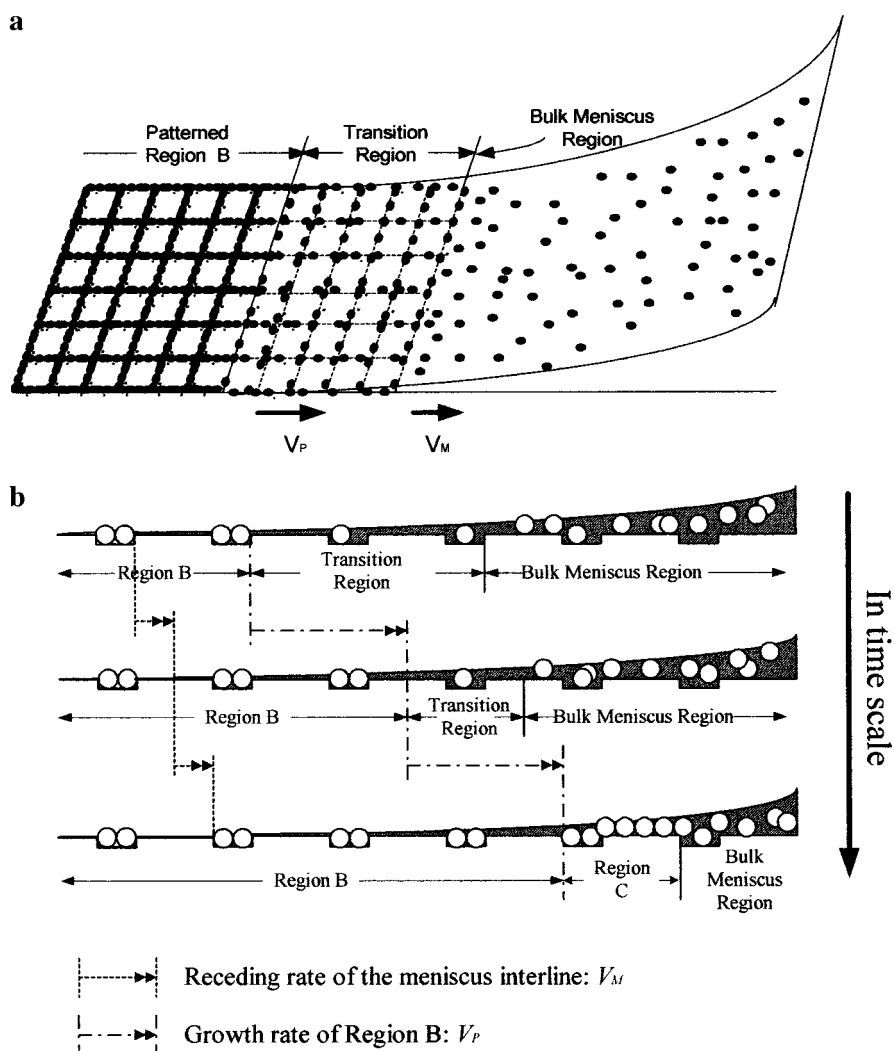 a
Patterned
Region B
Transition
Region
Bulk Meniscus
Region
VP
VM
b
Region B
Transition
Region
Bulk Meniscus Region
Region B
Transition
Region
Bulk Meniscus Region
Region B
Region
C
Bulk
Meniscus
Region
In time scale
Receding rate of the meniscus interline: VM
Growth rate of Region B: VP